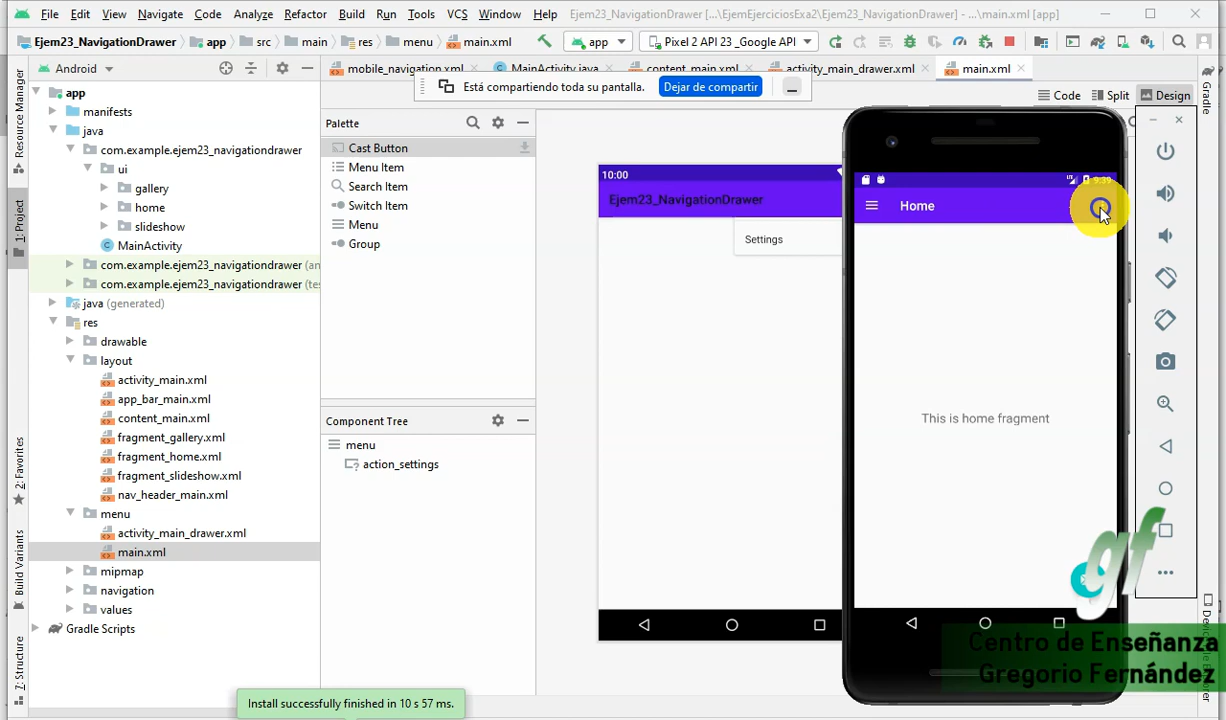 File Edit View Navigate Code Analyze Refactor Build Run Tools VCS Window Help Ejem23_NavigationDrawer [...\EjemEjerciciosExa2\Ejem23_NavigationDrawer] - ...\main.xml [app]
Ejem23_NavigationDrawer app src main res menu main.xml app Pixel 2 API 23 _Google API
Android
mobile_navigation.xml MainActivity.java content_main.xml activity_main_drawer.xml main.xml
Está compartiendo toda su pantalla. Dejar de compartir
Code Split Design
Resource Manager
1: Project
2: Favorites
Build Variants
7: Structure
Gradle
app
manifests
java
com.example.ejem23_navigationdrawer
ui
gallery
home
slideshow
MainActivity
com.example.ejem23_navigationdrawer (an
com.example.ejem23_navigationdrawer (tes
java (generated)
res
drawable
layout
activity_main.xml
app_bar_main.xml
content_main.xml
fragment_gallery.xml
fragment_home.xml
fragment_slideshow.xml
nav_header_main.xml
menu
activity_main_drawer.xml
main.xml
mipmap
navigation
values
Gradle Scripts
Palette
Cast Button
Menu Item
Search Item
Switch Item
Menu
Group
Component Tree
menu
action_settings
10:00
Ejem23_NavigationDrawer
Settings
9:39
Home
This is home fragment
gf
Centro de Enseñanza
Gregorio Fernández
Install successfully finished in 10 s 57 ms.